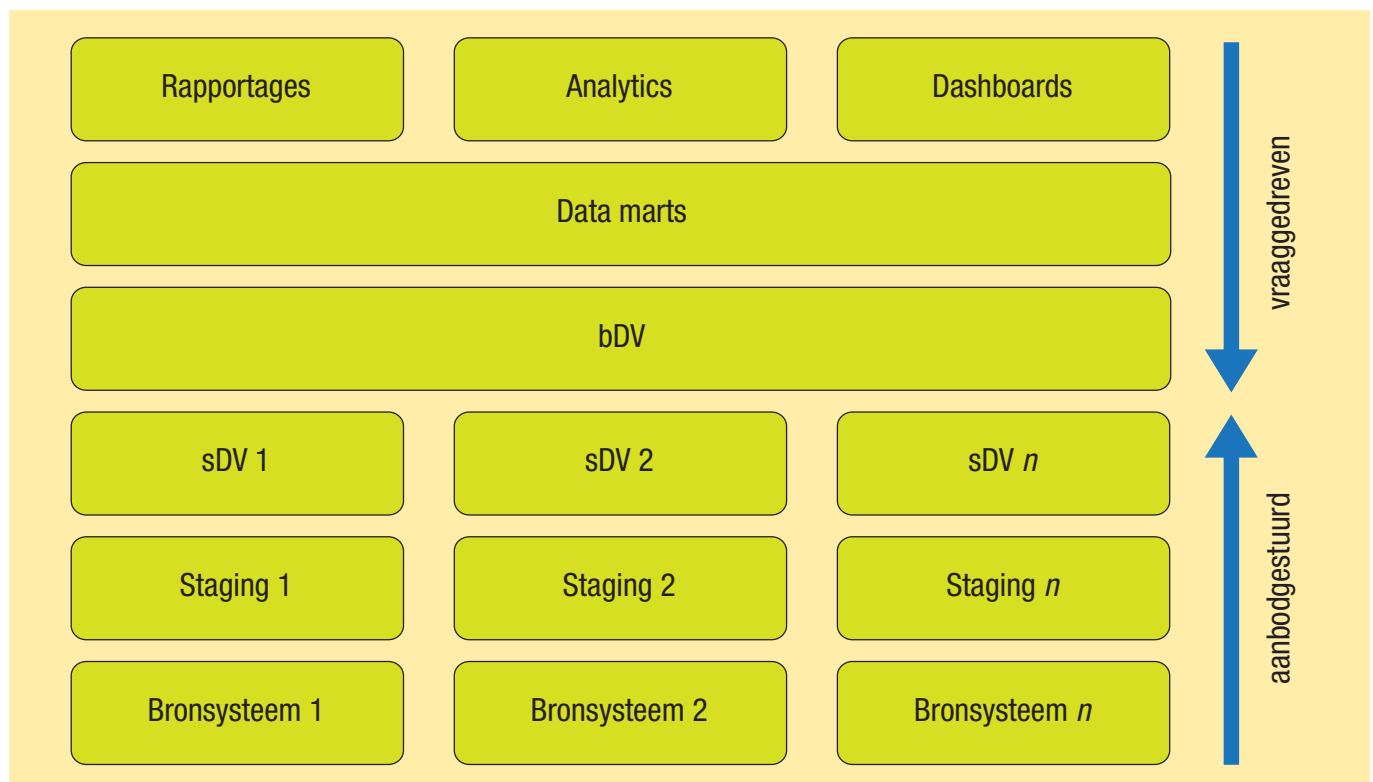 Rapportages
Analytics
Dashboards
Data marts
bDV
vraaggedreven
sDV 1
sDV 2
sDV n
Staging 1
Staging 2
Staging n
Bronsysteem 1
Bronsysteem 2
Bronsysteem n
aanbodgestuurd